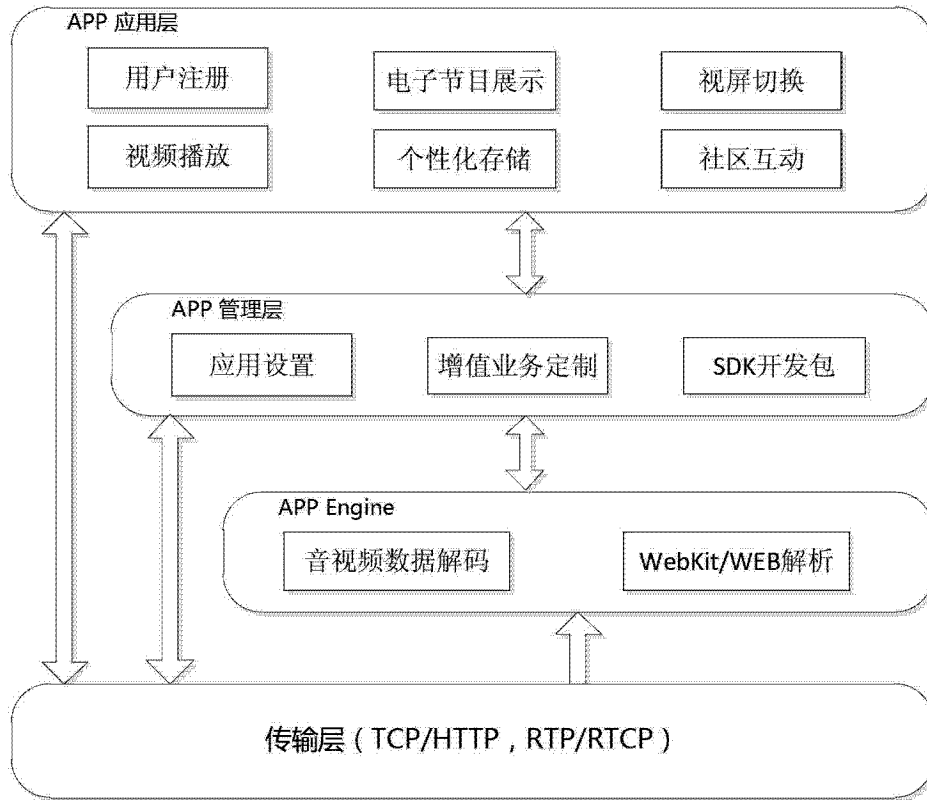 APP 应用层
用户注册
电子节目展示
视屏切换
视频播放
个性化存储
社区互动
APP 管理层
应用设置
增值业务定制
SDK开发包
APP Engine
音视频数据解码
WebKit/WEB解析
传输层（TCP/HTTP，RTP/RTCP）